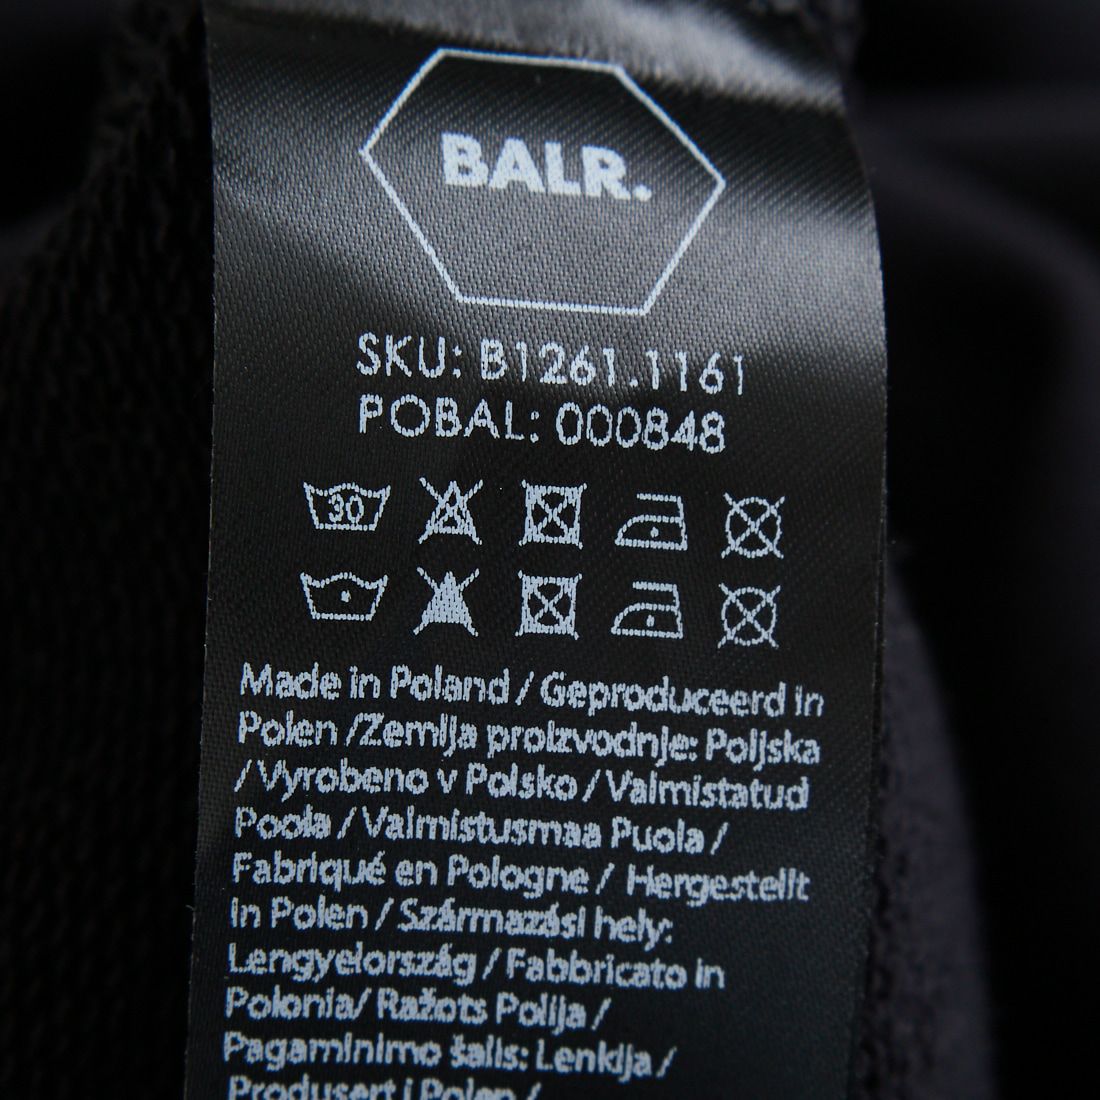 BALR.
SKU: B1261.1161
POBAL: 000848
30
Made in Poland / Geproduceerd in
Polen /Zemlja proizvodnje: Poljska
/ Vyrobeno v Polsko / Valmistatud
Poola / Valmistusmaa Puola /
Fabriqué en Pologne / Hergestellt
in Polen / Származási hely:
Lengyelország / Fabbricato in
Polonia/ Ražots Polija /
Pagaminimo šalis: Lenkija /
Produsert i Polen /